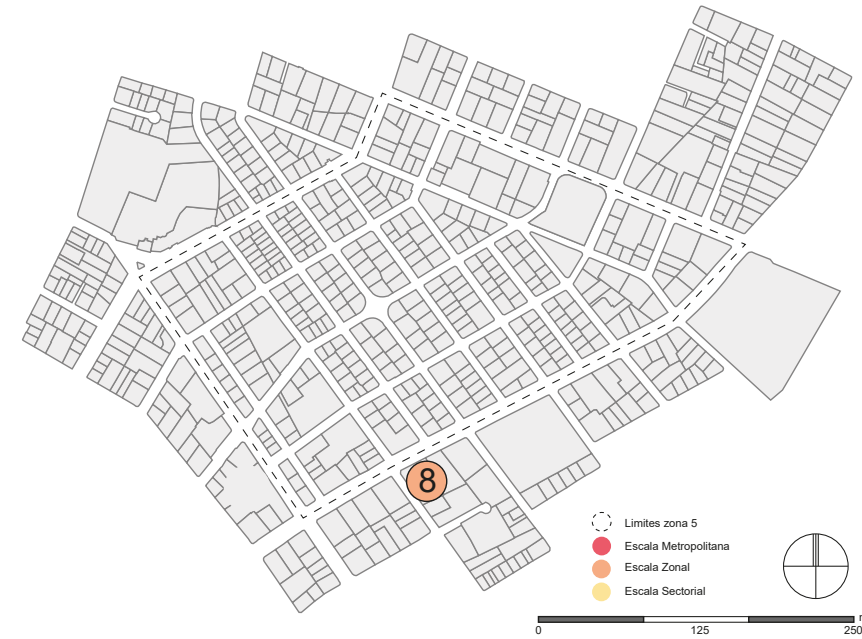 8
Limites zona 5
Escala Metropolitana
Escala Zonal
Escala Sectorial
0 125 250